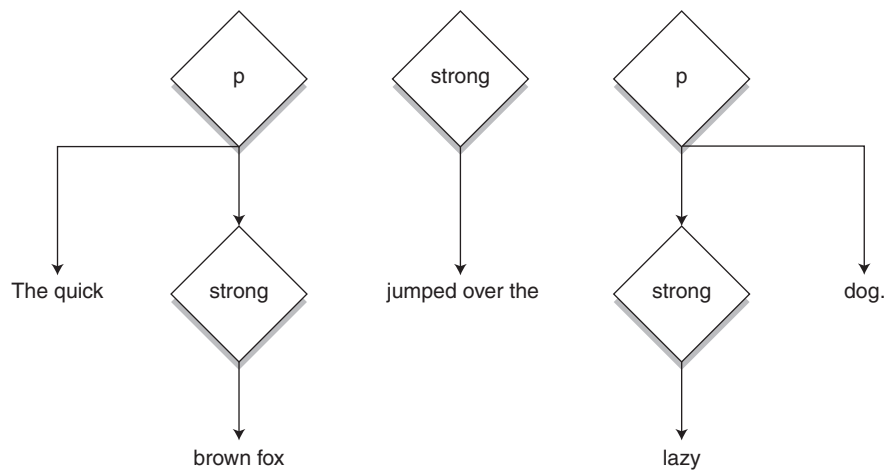 p
strong
p
The quick
strong
jumped over the
strong
dog.
brown fox
lazy